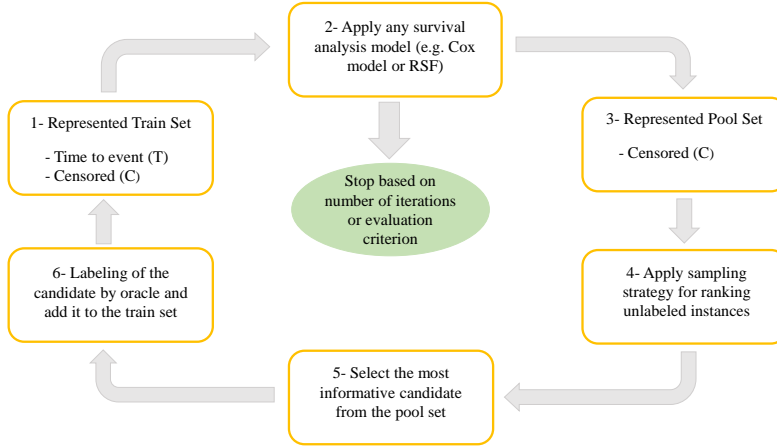 1- Represented Train Set
- Time to event (T)
- Censored (C)
2- Apply any survival
analysis model (e.g. Cox
model or RSF)
3- Represented Pool Set
- Censored (C)
Stop based on
number of iterations
or evaluation
criterion
4- Apply sampling
strategy for ranking
unlabeled instances
5- Select the most
informative candidate
from the pool set
6- Labeling of the
candidate by oracle and
add it to the train set